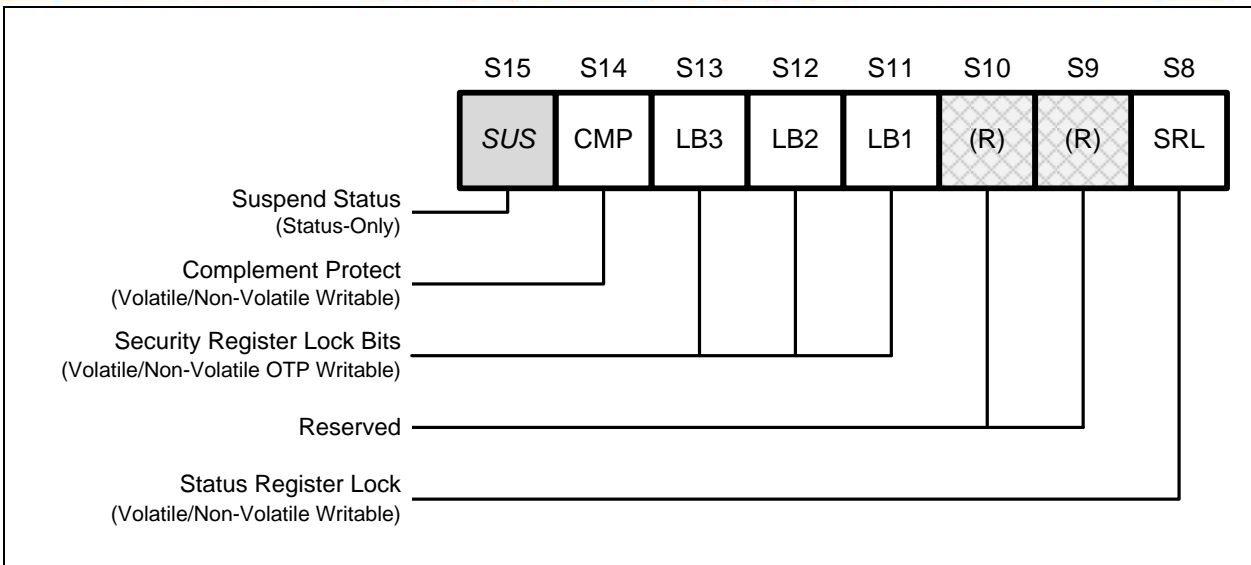 S15 S14 S13 S12 S11 S10 S9 S8
SUS CMP LB3 LB2 LB1 (R) (R) SRL
Suspend Status
(Status-Only)
Complement Protect
(Volatile/Non-Volatile Writable)
Security Register Lock Bits
(Volatile/Non-Volatile OTP Writable)
Reserved
Status Register Lock
(Volatile/Non-Volatile Writable)